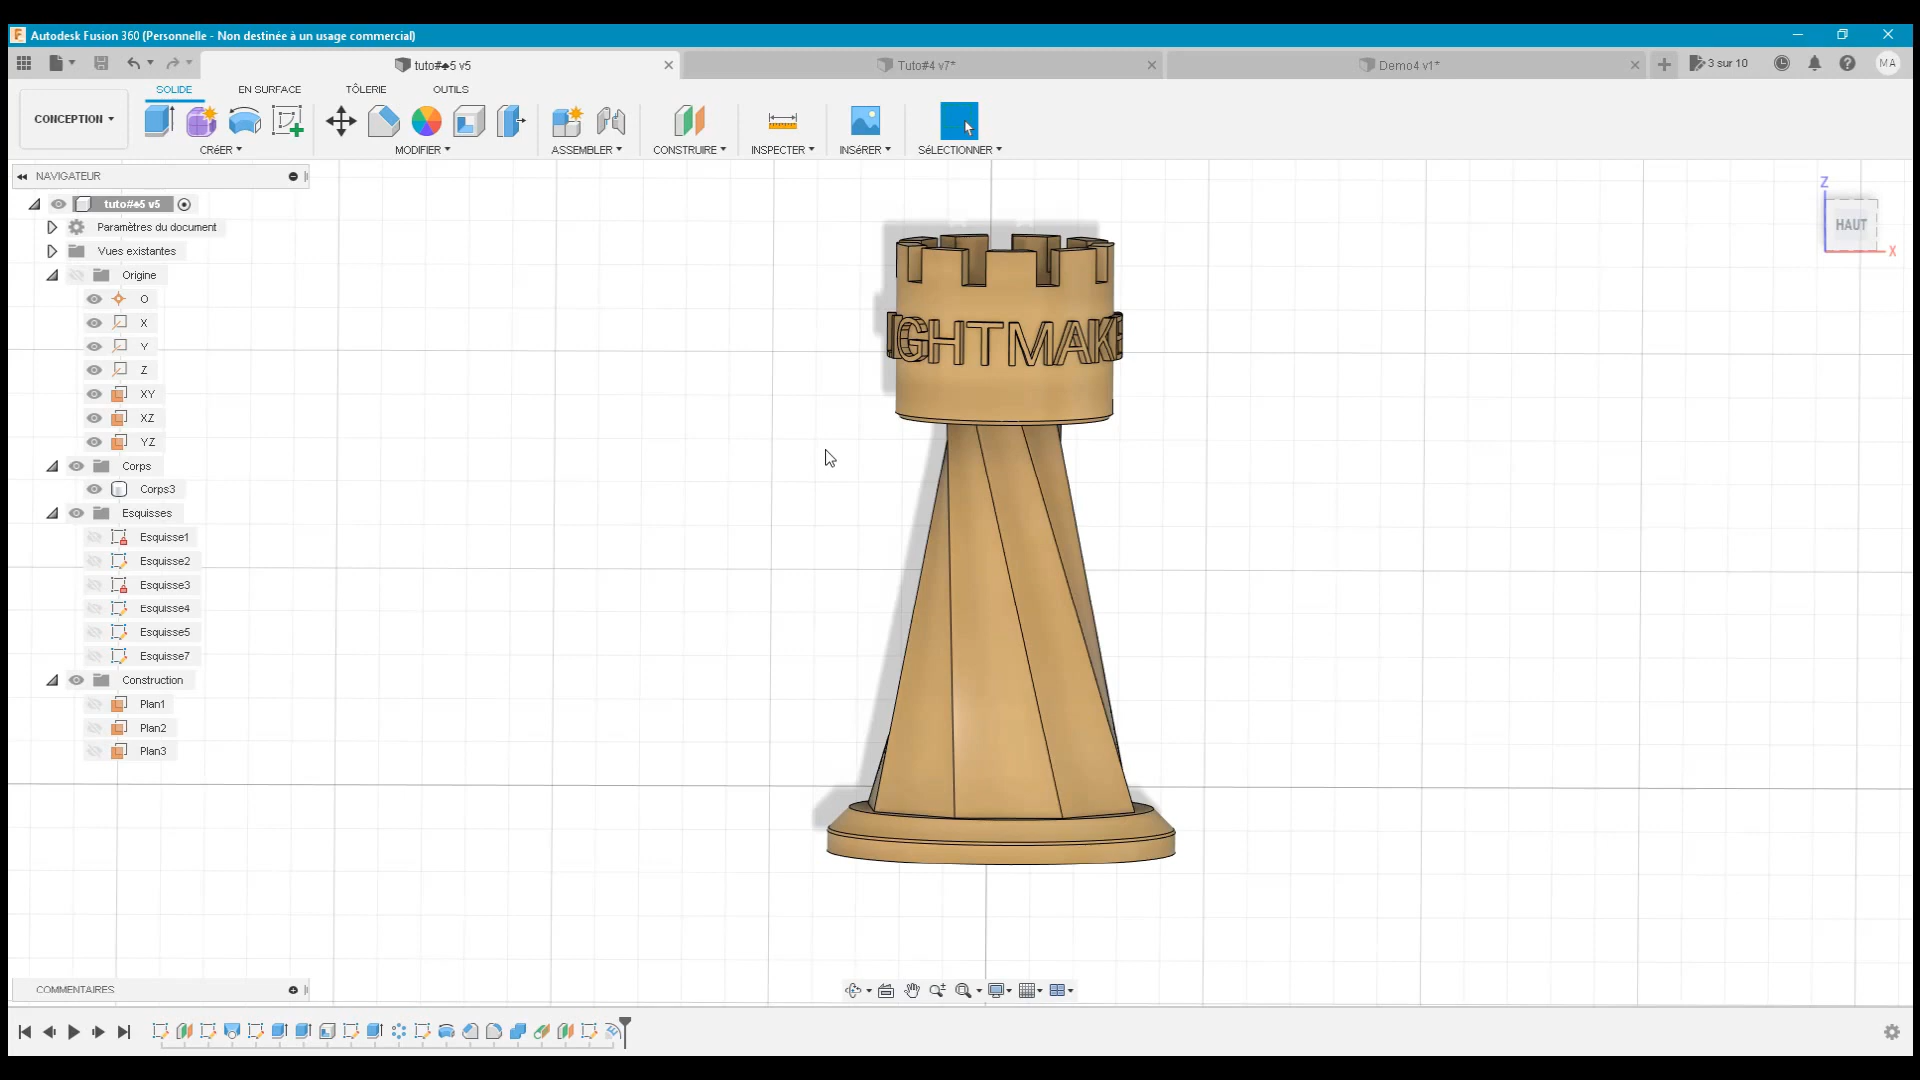 Autodesk Fusion 360 (Personnelle - Non destinée à un usage commercial)
tuto#♣5 v5
Tuto#4 v7*
Demo4 v1*
3 sur 10
MA
SOLIDE
EN SURFACE
TÔLERIE
OUTILS
CONCEPTION
CRéER
MODIFIER
ASSEMBLER
CONSTRUIRE
INSPECTER
INSéRER
SéLECTIONNER
NAVIGATEUR
tuto#♣5 v5
Paramètres du document
Vues existantes
Origine
O
X
Y
Z
XY
XZ
YZ
Corps
Corps3
Esquisses
Esquisse1
Esquisse2
Esquisse3
Esquisse4
Esquisse5
Esquisse7
Construction
Plan1
Plan2
Plan3
IGHTMAKE
Z
HAUT
X
COMMENTAIRES